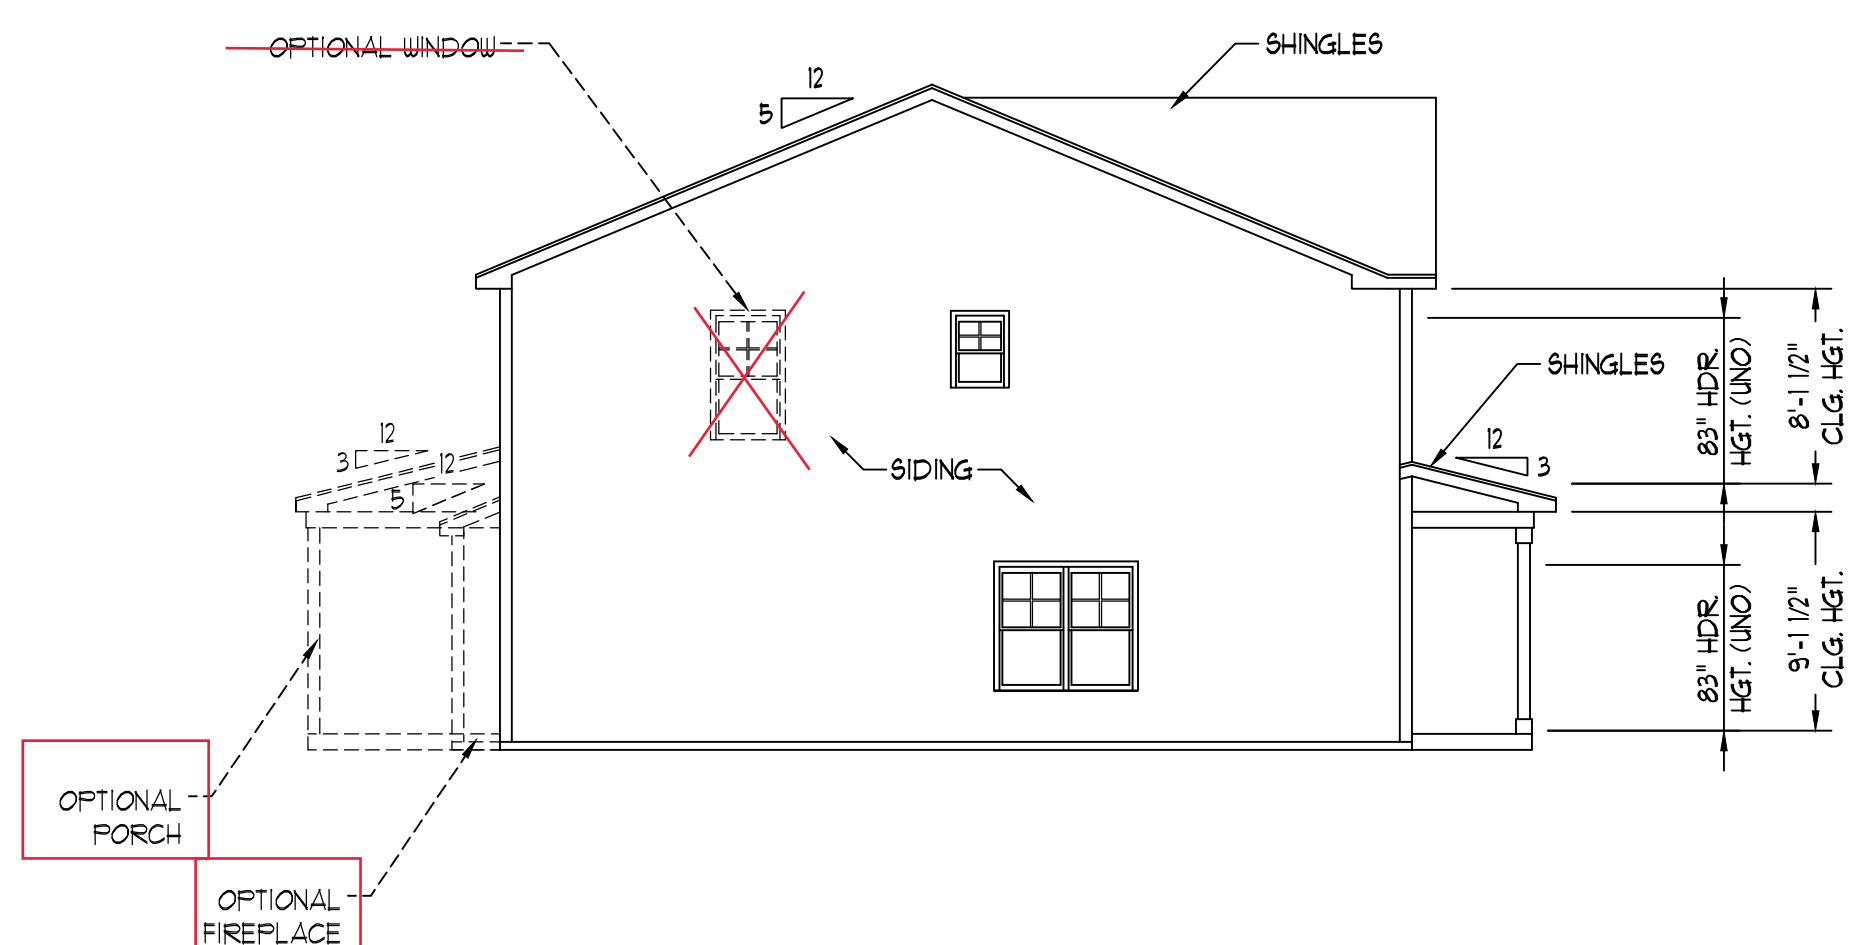 OPTIONAL WINDOW
SHINGLES
12
5
SHINGLES
12
3
12
3
12
5
SIDING
83" HDR.
HGT. (UNO)
8'-1 1/2"
CLG. HGT.
83" HDR.
HGT. (UNO)
9'-1 1/2"
CLG. HGT.
OPTIONAL
PORCH
OPTIONAL
FIREPLACE